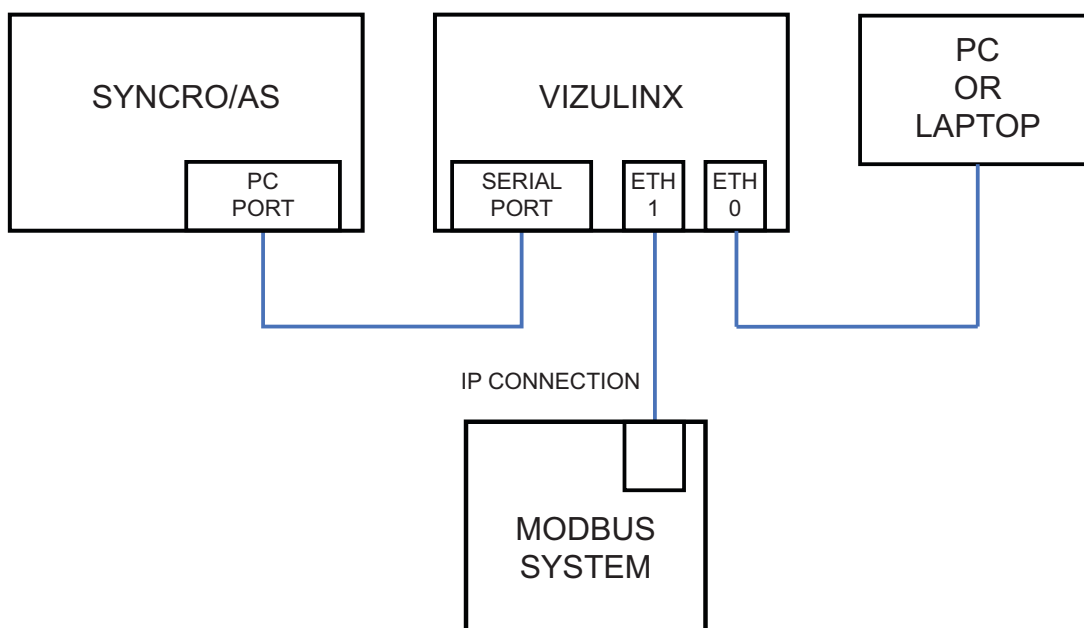 SYNCRO/AS
PC
PORT
VIZULINX
SERIAL
PORT
ETH
1
ETH
0
PC
OR
LAPTOP
IP CONNECTION
MODBUS
SYSTEM